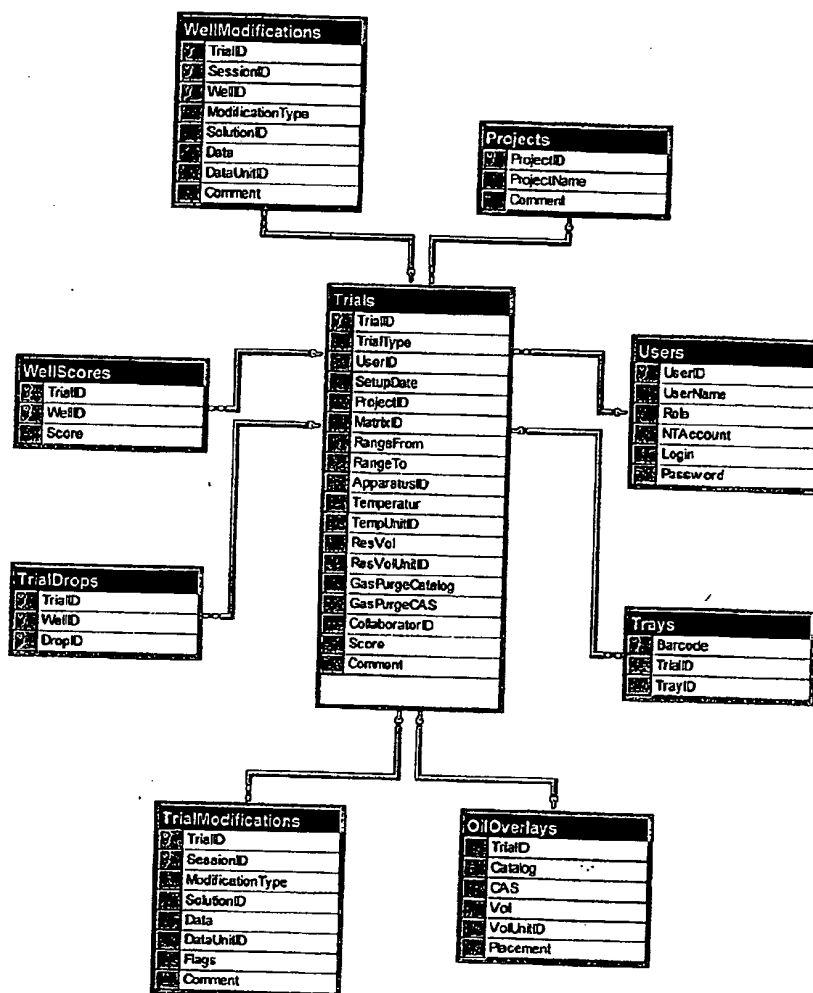 WellModifications
TrialID
SessionID
WellID
ModificationType
SolutionID
Data
DataUnitID
Comment
Projects
ProjectID
ProjectName
Comment
Trials
TrialID
TrialType
UserID
SetupDate
ProjectID
MatrixID
RangeFrom
RangeTo
ApparatusID
Temperatur
TempUnitID
ResVol
ResVolUnitID
GasPurgeCatalog
GasPurgeCAS
CollaboratorID
Score
Comment
WellScores
TrialID
WellID
Score
Users
UserID
UserName
Role
NTAccount
Login
Password
TrialDrops
TrialID
WellID
DropID
Trays
Barcode
TrialID
TrayID
TrialModifications
TrialID
SessionID
ModificationType
SolutionID
Data
DataUnitID
Flags
Comment
OilOverlays
TrialID
Catalog
CAS
Vol
VolUnitID
Placement